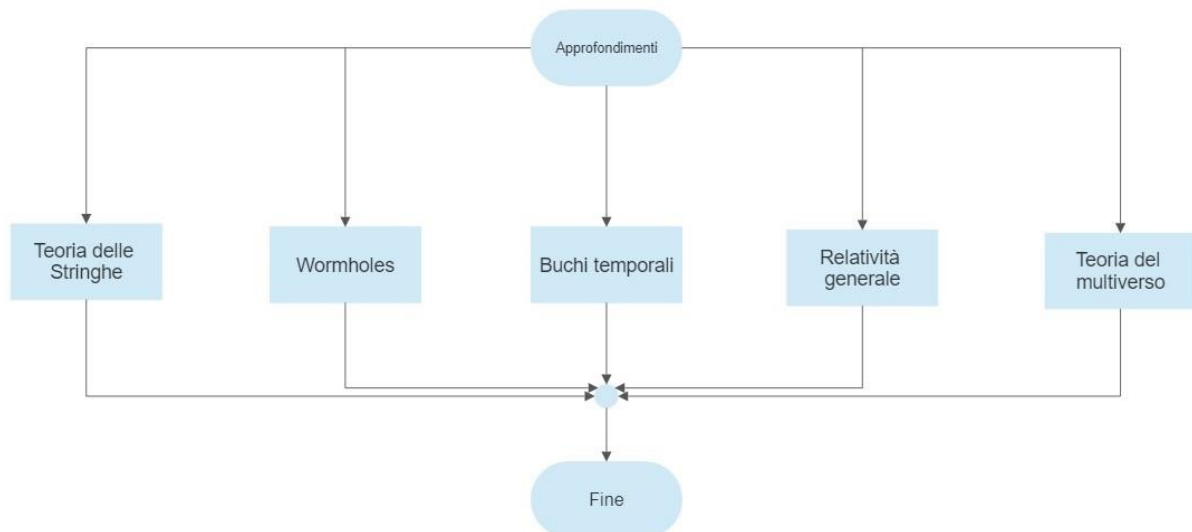 Approfondimenti
Teoria delle
Stringhe
Wormholes
Buchi temporali
Relatività
generale
Teoria del
multiverso
Fine